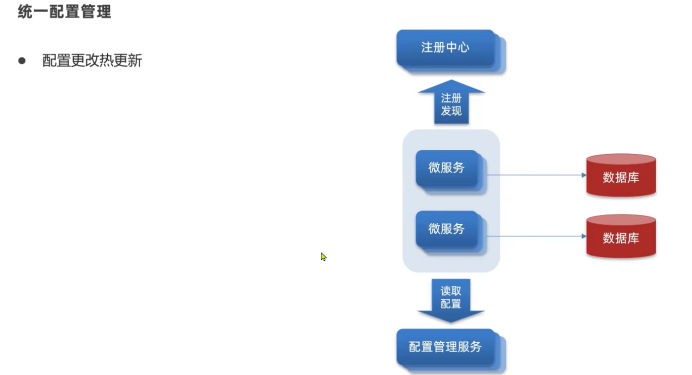 统一配置管理
● 配置更改热更新
注册中心
注册
发现
微服务
数据库
微服务
数据库
读取
配置
配置管理服务